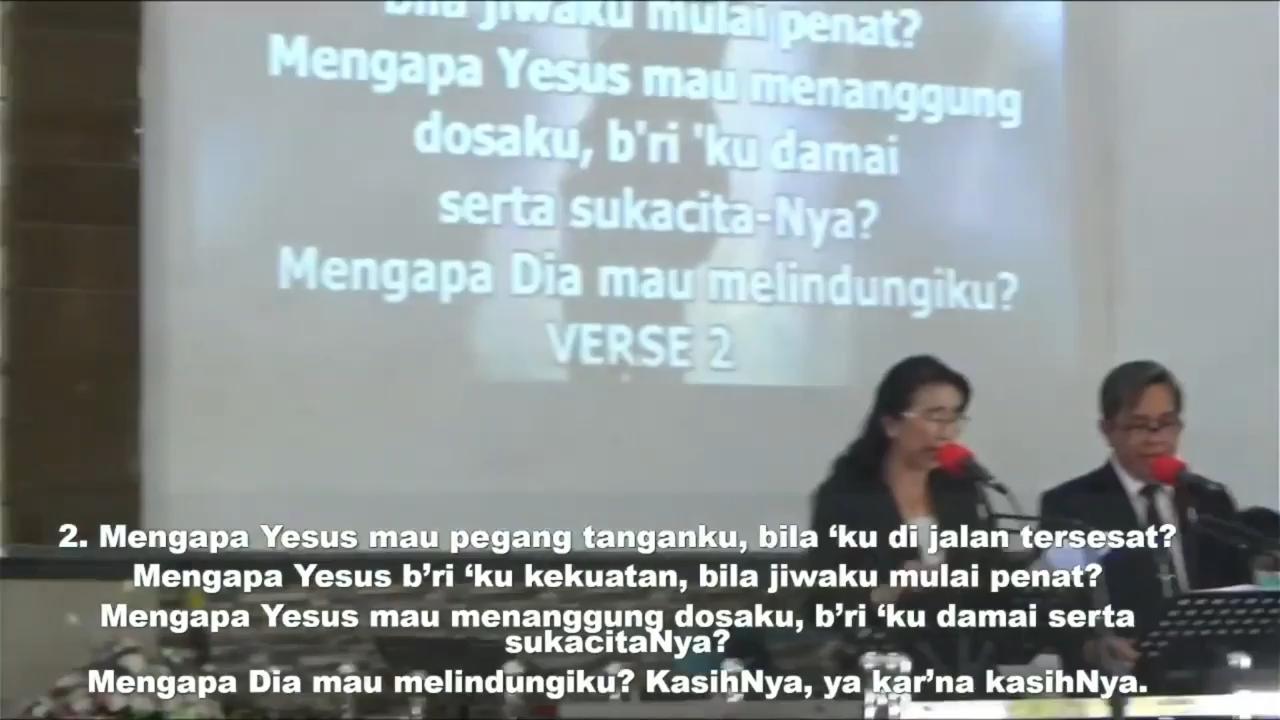 bila jiwaku mulai penat?
Mengapa Yesus mau menanggung
dosaku, b'ri 'ku damai
serta sukacita-Nya?
Mengapa Dia mau melindungiku?
VERSE 2
2. Mengapa Yesus mau pegang tanganku, bila ‘ku di jalan tersesat?
Mengapa Yesus b’ri ‘ku kekuatan, bila jiwaku mulai penat?
Mengapa Yesus mau menanggung dosaku, b’ri ‘ku damai serta
sukacitaNya?
Mengapa Dia mau melindungiku? KasihNya, ya kar’na kasihNya.